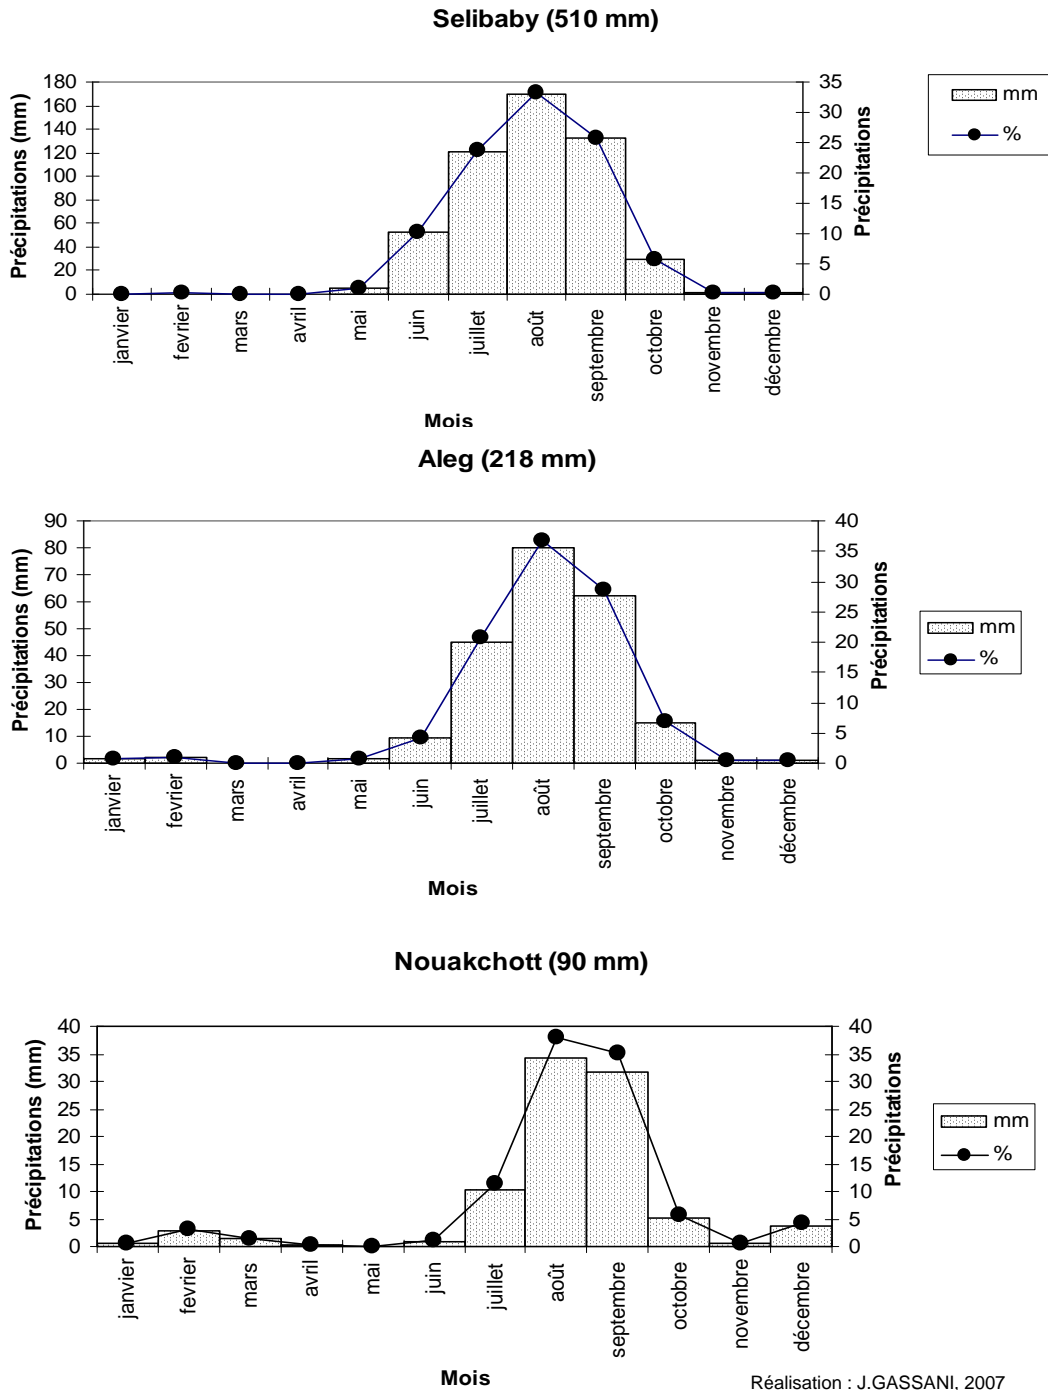 Selibaby (510 mm)
Précipitations (mm)
180
160
140
120
100
80
60
40
20
0
35
30
25
20
15
10
5
0
Précipitations
mm
%
janvier
fevrier
mars
avril
mai
juin
juillet
août
septembre
octobre
novembre
décembre
Mois
Aleg (218 mm)
Précipitations (mm)
90
80
70
60
50
40
30
20
10
0
40
35
30
25
20
15
10
5
0
Précipitations
mm
%
janvier
fevrier
mars
avril
mai
juin
juillet
août
septembre
octobre
novembre
décembre
Mois
Nouakchott (90 mm)
Précipitations (mm)
40
35
30
25
20
15
10
5
0
40
35
30
25
20
15
10
5
0
Précipitations
mm
%
janvier
fevrier
mars
avril
mai
juin
juillet
août
septembre
octobre
novembre
décembre
Mois
Réalisation : J.GASSANI, 2007